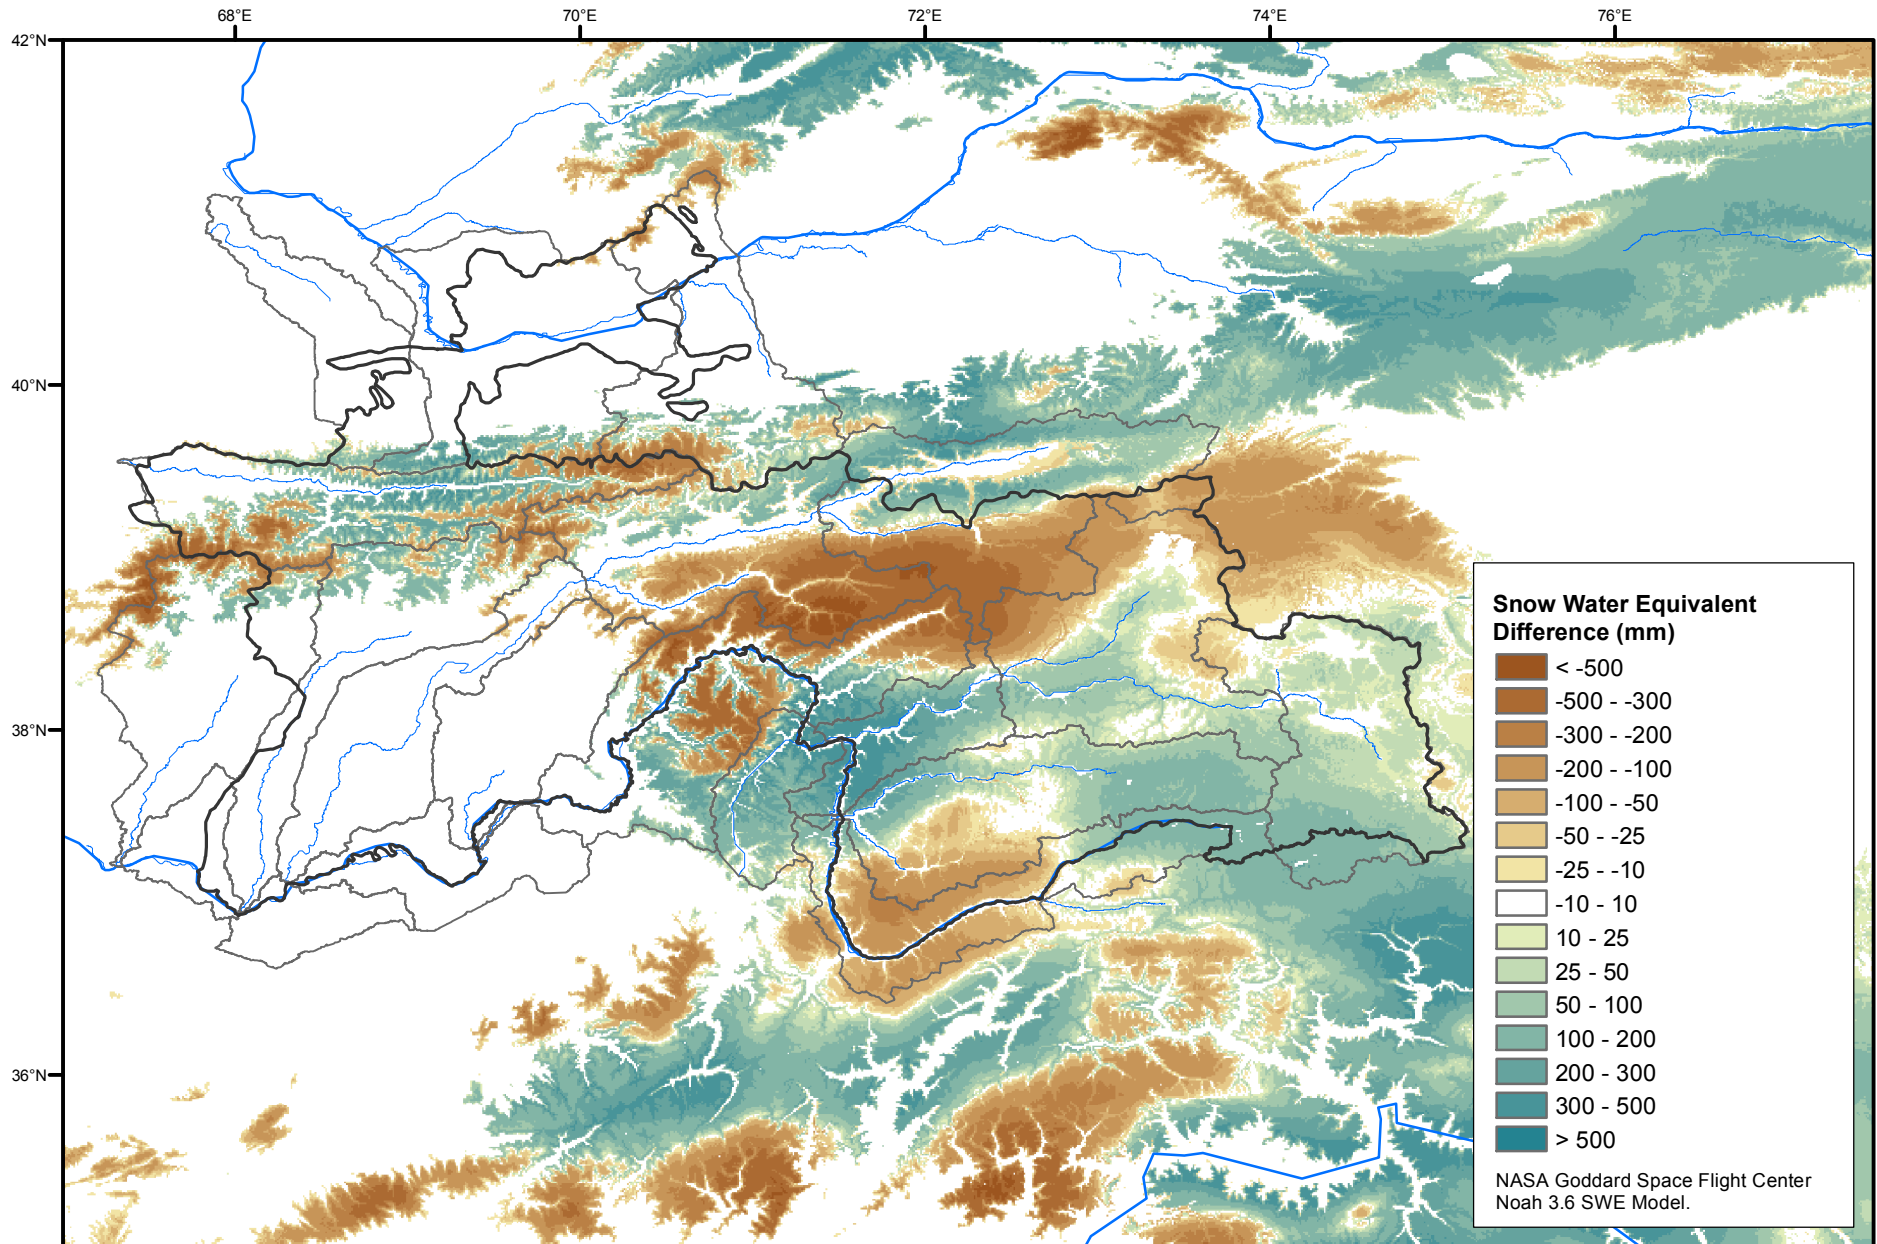 68°E
70°E
72°E
74°E
76°E
42°N
40°N
38°N
36°N
Snow Water Equivalent
Difference (mm)
< -500
-500 - -300
-300 - -200
-200 - -100
-100 - -50
-50 - -25
-25 - -10
-10 - 10
10 - 25
25 - 50
50 - 100
100 - 200
200 - 300
300 - 500
> 500
NASA Goddard Space Flight Center
Noah 3.6 SWE Model.